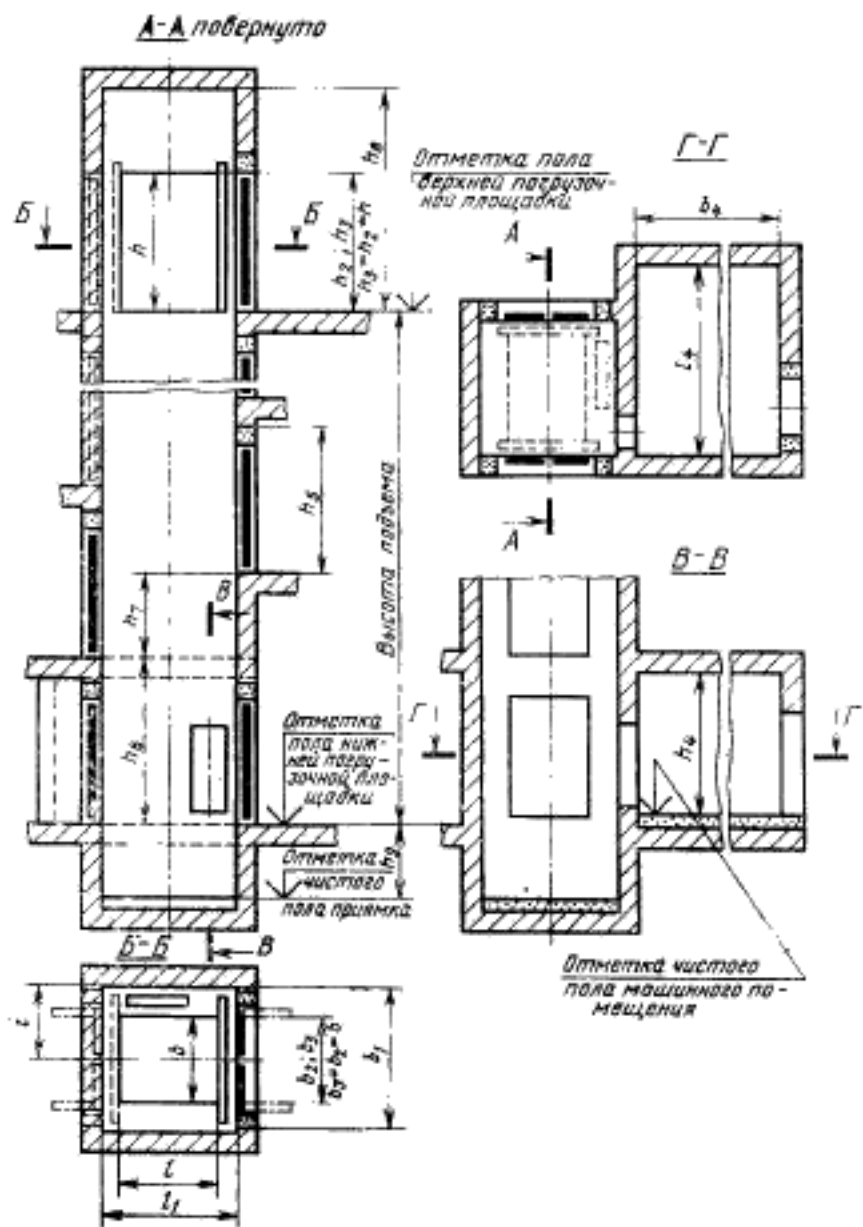 А-А повернуто
h₈
Отметка пола
верхней погрузоч-
ной площадки
Г-Г
b₄
Б
Б
А
h
h₂; h₃
h₃=h₂=h
l₄
h₅
А
В-В
В
h₇
Высота подъема
Отметка
пола ниж-
ней погру-
зочной пло-
щадки
Г
Г
h₆
h₄
Отметка
чистого
пола приямка
h₉
Б-Б
В
Отметка чистого
пола машинного по-
мещения
b
b₂; b₃
b₃=b₂=b
b₁
l
l₁